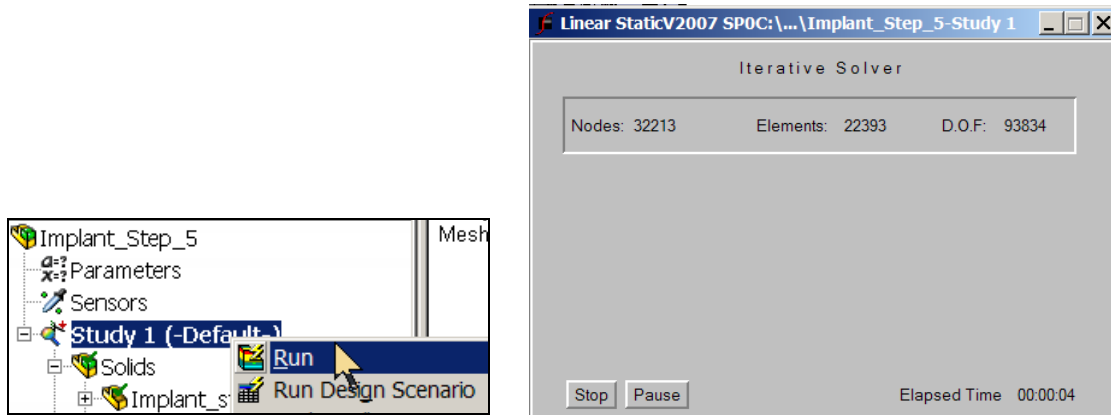 Implant_Step_5
Parameters
Sensors
Study 1 (-Default-)
Solids
Implant_s
Mesh
Run
Run Design Scenario
Linear StaticV2007 SP0C:\...\Implant_Step_5-Study 1
Iterative Solver
Nodes: 32213 Elements: 22393 D.O.F: 93834
Stop Pause Elapsed Time 00:00:04